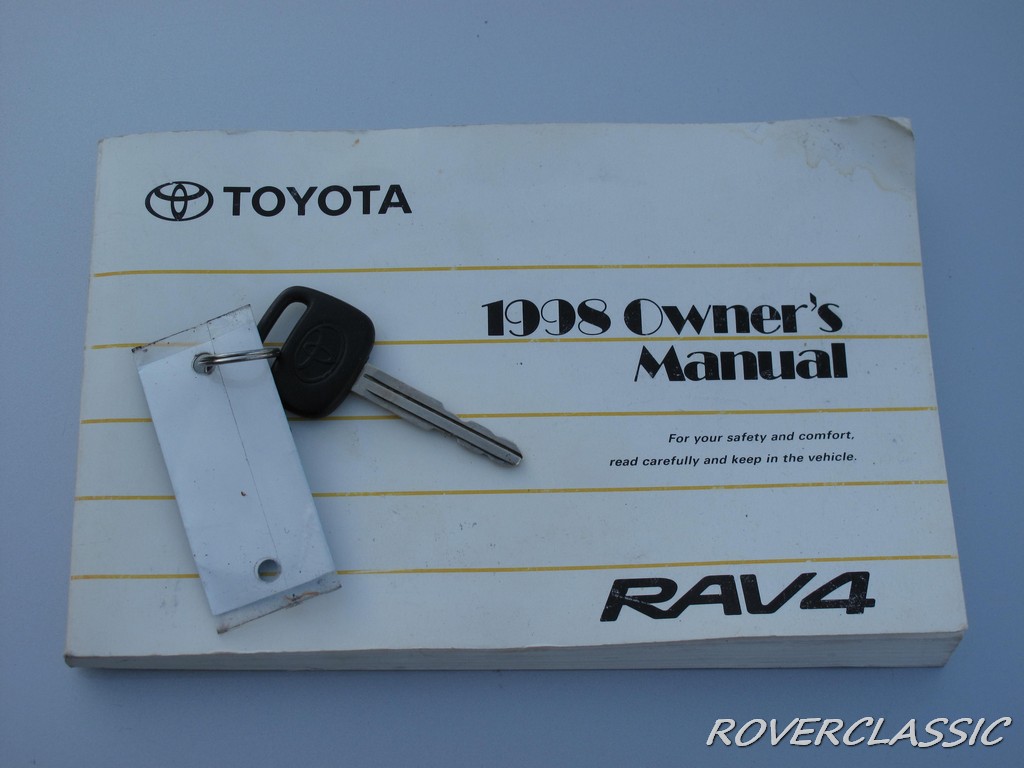 TOYOTA
1998 Owner's
Manual
For your safety and comfort,
read carefully and keep in the vehicle.
RAV4
ROVERCLASSIC